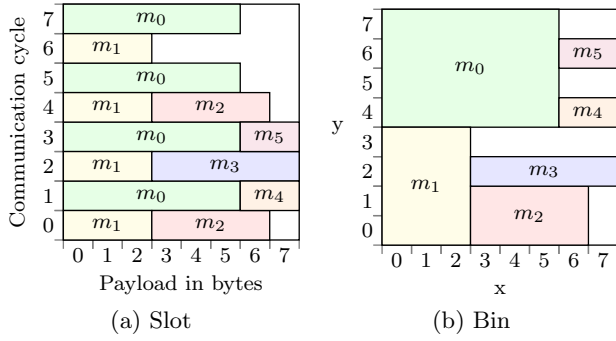 Communication cycle
7 m0
6 m1
5 m0
4 m1 m2
3 m0 m5
2 m1 m3
1 m0 m4
0 m1 m2
0 1 2 3 4 5 6 7
Payload in bytes
(a) Slot
y
7
6 m5
5 m0
4 m4
3
2 m1 m3
1 m2
0
0 1 2 3 4 5 6 7
x
(b) Bin